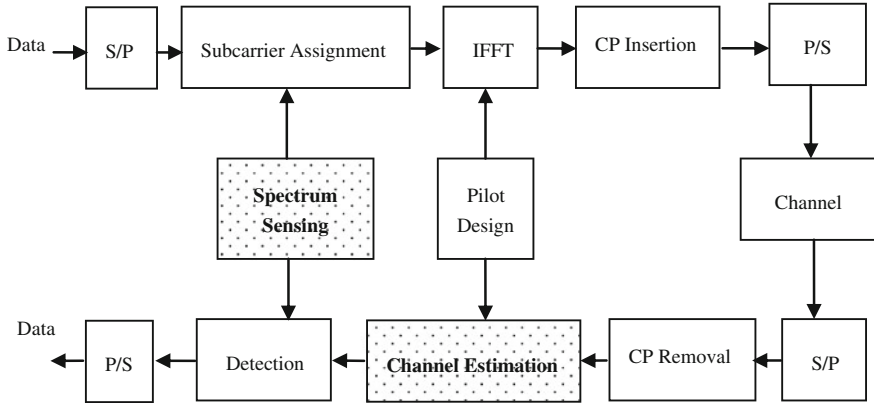 Data
S/P
Subcarrier Assignment
IFFT
CP Insertion
P/S
Spectrum
Sensing
Pilot
Design
Channel
Data
P/S
Detection
Channel Estimation
CP Removal
S/P